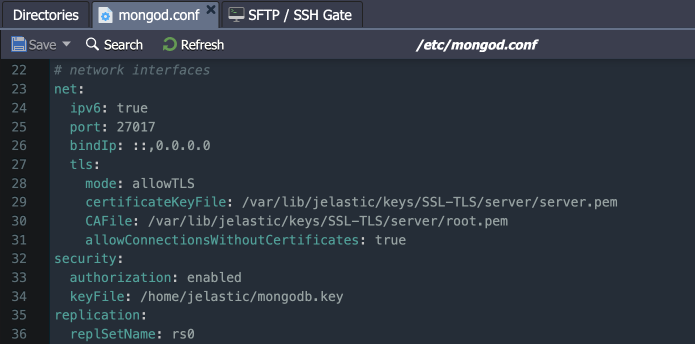 Directories mongod.conf × SFTP / SSH Gate
Save Search Refresh /etc/mongod.conf
22 # network interfaces
23 net:
24   ipv6: true
25   port: 27017
26   bindIp: ::,0.0.0.0
27   tls:
28     mode: allowTLS
29     certificateKeyFile: /var/lib/jelastic/keys/SSL-TLS/server/server.pem
30     CAFile: /var/lib/jelastic/keys/SSL-TLS/server/root.pem
31     allowConnectionsWithoutCertificates: true
32 security:
33   authorization: enabled
34   keyFile: /home/jelastic/mongodb.key
35 replication:
36   replSetName: rs0